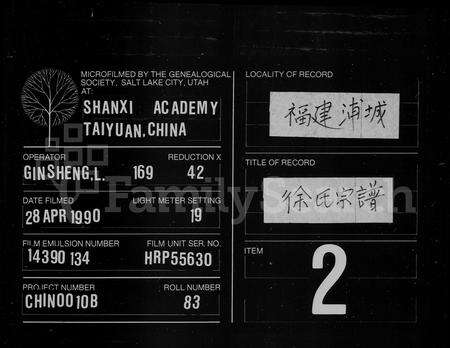 MICROFILMED BY THE GENEALOGICAL
SOCIETY, SALT LAKE CITY, UTAH
AT:
SHANXI ACADEMY
TAIYUAN, CHINA
OPERATOR
REDUCTION X
GINSHENG,L. 169 42
DATE FILMED
LIGHT METER SETTING
28 APR 1990 19
FILM EMULSION NUMBER
FILM UNIT SER. NO.
14390 134 HRP55630
PROJECT NUMBER
ROLL NUMBER
CHINOO 10B 83
LOCALITY OF RECORD
福建 浦城
TITLE OF RECORD
徐氏宗譜
ITEM
2
FamilySearch